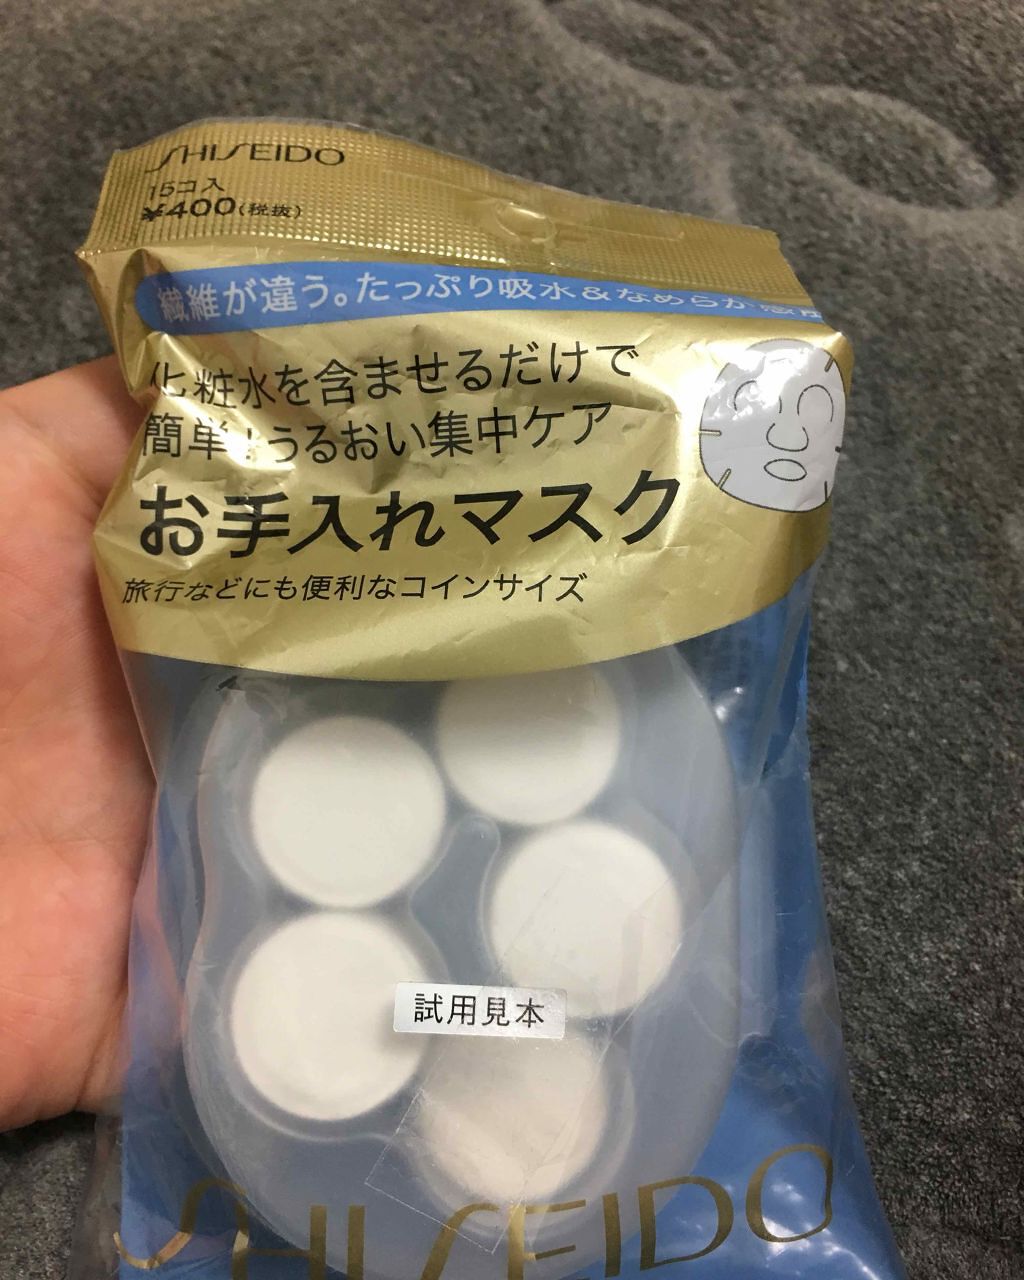 SHISEIDO
15コ入
¥400(税抜)
繊維が違う。たっぷり吸水&なめらか感触
化粧水を含ませるだけで
簡単!うるおい集中ケア
お手入れマスク
旅行などにも便利なコインサイズ
試用見本
SHISEIDO